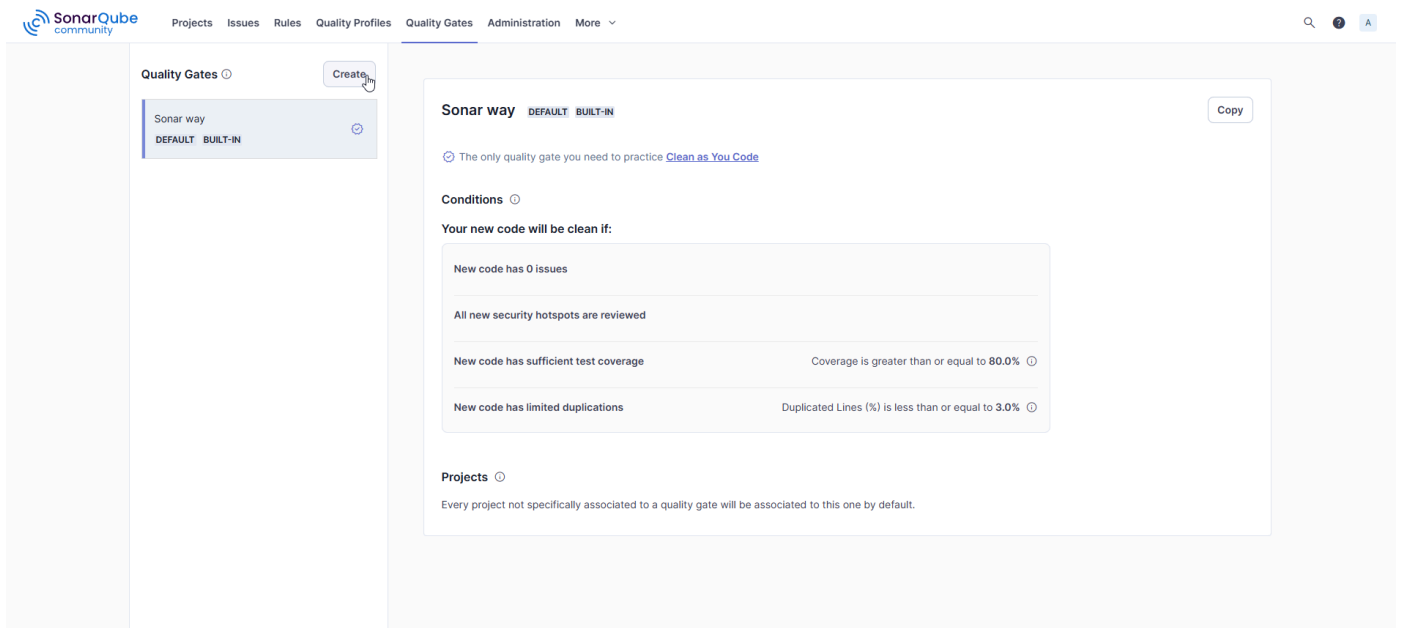 SonarQube
community
Projects Issues Rules Quality Profiles Quality Gates Administration More
?
A
Quality Gates
Create
Sonar way
DEFAULT BUILT-IN
Sonar way DEFAULT BUILT-IN
Copy
The only quality gate you need to practice Clean as You Code
Conditions
Your new code will be clean if:
New code has 0 issues
All new security hotspots are reviewed
New code has sufficient test coverage Coverage is greater than or equal to 80.0%
New code has limited duplications Duplicated Lines (%) is less than or equal to 3.0%
Projects
Every project not specifically associated to a quality gate will be associated to this one by default.